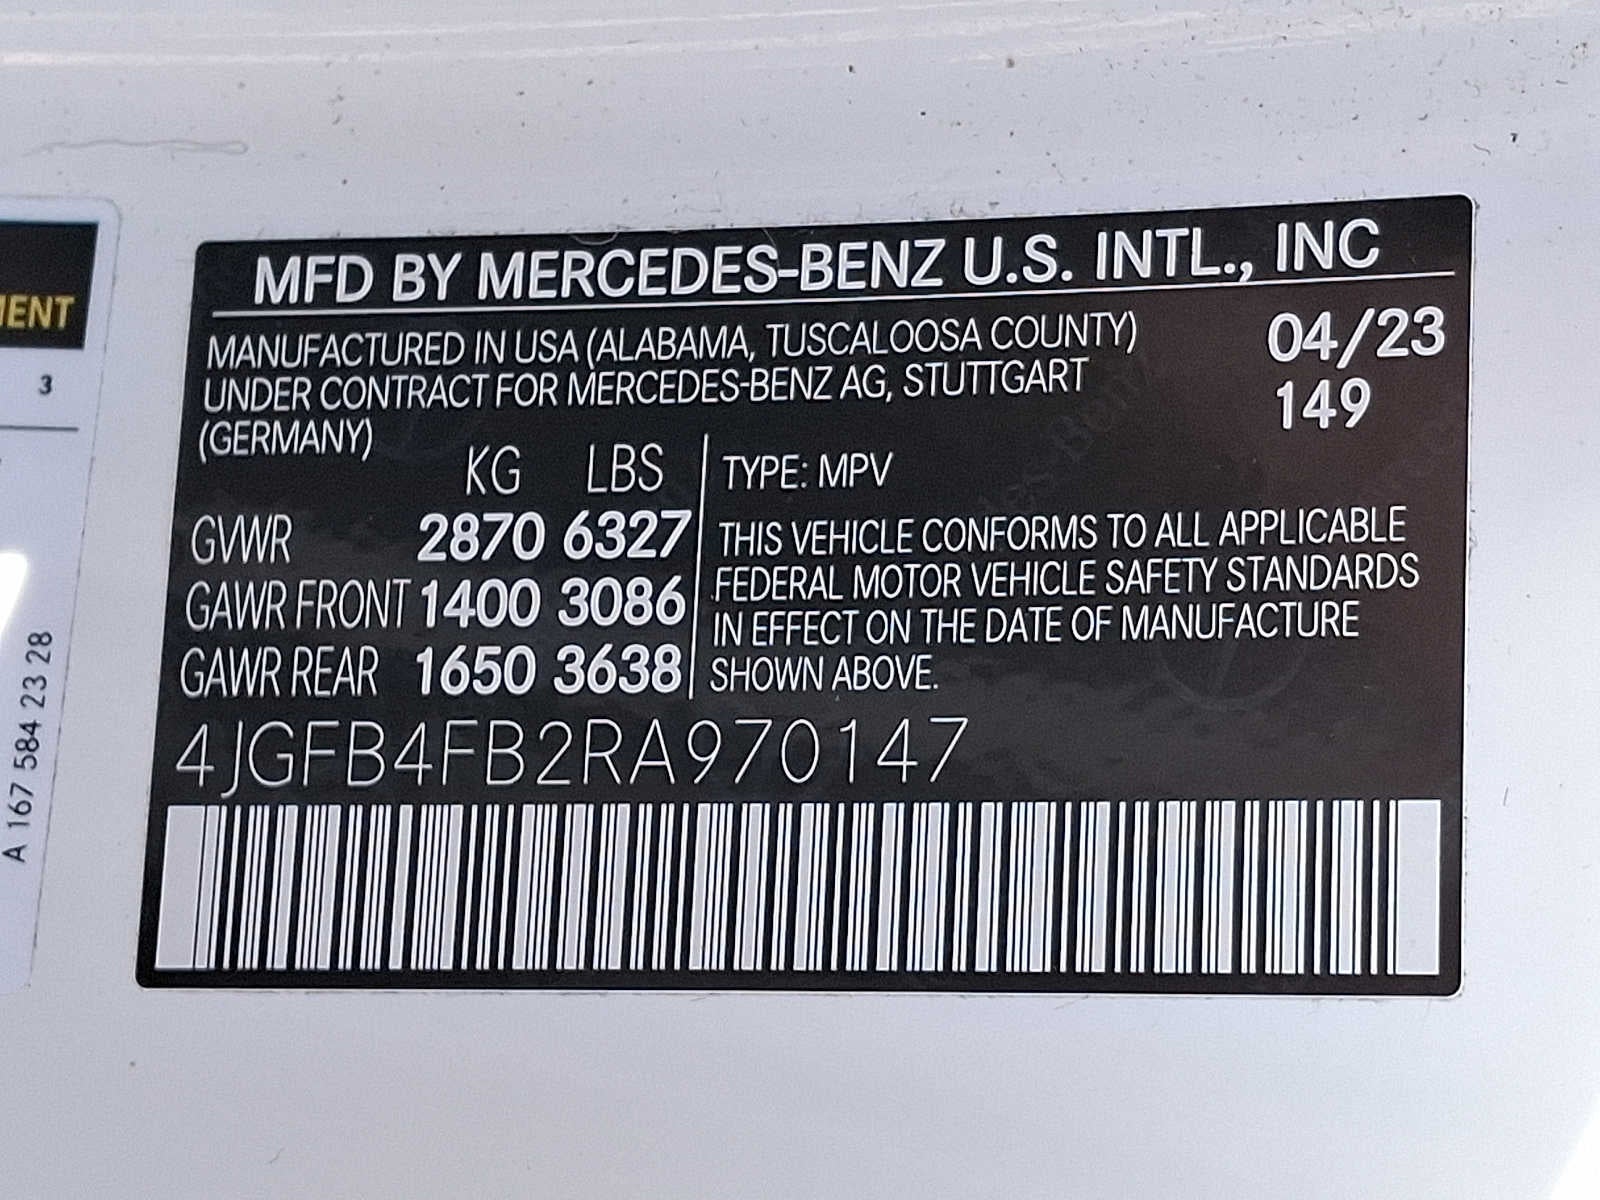 MFD BY MERCEDES-BENZ U.S. INTL., INC
MANUFACTURED IN USA (ALABAMA, TUSCALOOSA COUNTY)
UNDER CONTRACT FOR MERCEDES-BENZ AG, STUTTGART
(GERMANY)
04/23
149
KG LBS
GVWR 2870 6327
GAWR FRONT 1400 3086
GAWR REAR 1650 3638
TYPE: MPV
THIS VEHICLE CONFORMS TO ALL APPLICABLE
FEDERAL MOTOR VEHICLE SAFETY STANDARDS
IN EFFECT ON THE DATE OF MANUFACTURE
SHOWN ABOVE.
4JGFB4FB2RA970147
3
A 167 584 23 28